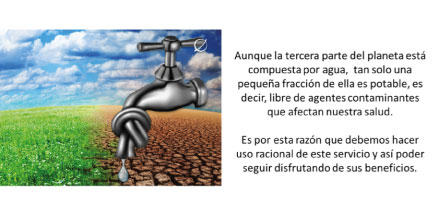 Aunque la tercera parte del planeta está
compuesta por agua, tan solo una
pequeña fracción de ella es potable, es
decir, libre de agentes contaminantes
que afectan nuestra salud.
Es por esta razón que debemos hacer
uso racional de este servicio y así poder
seguir disfrutando de sus beneficios.